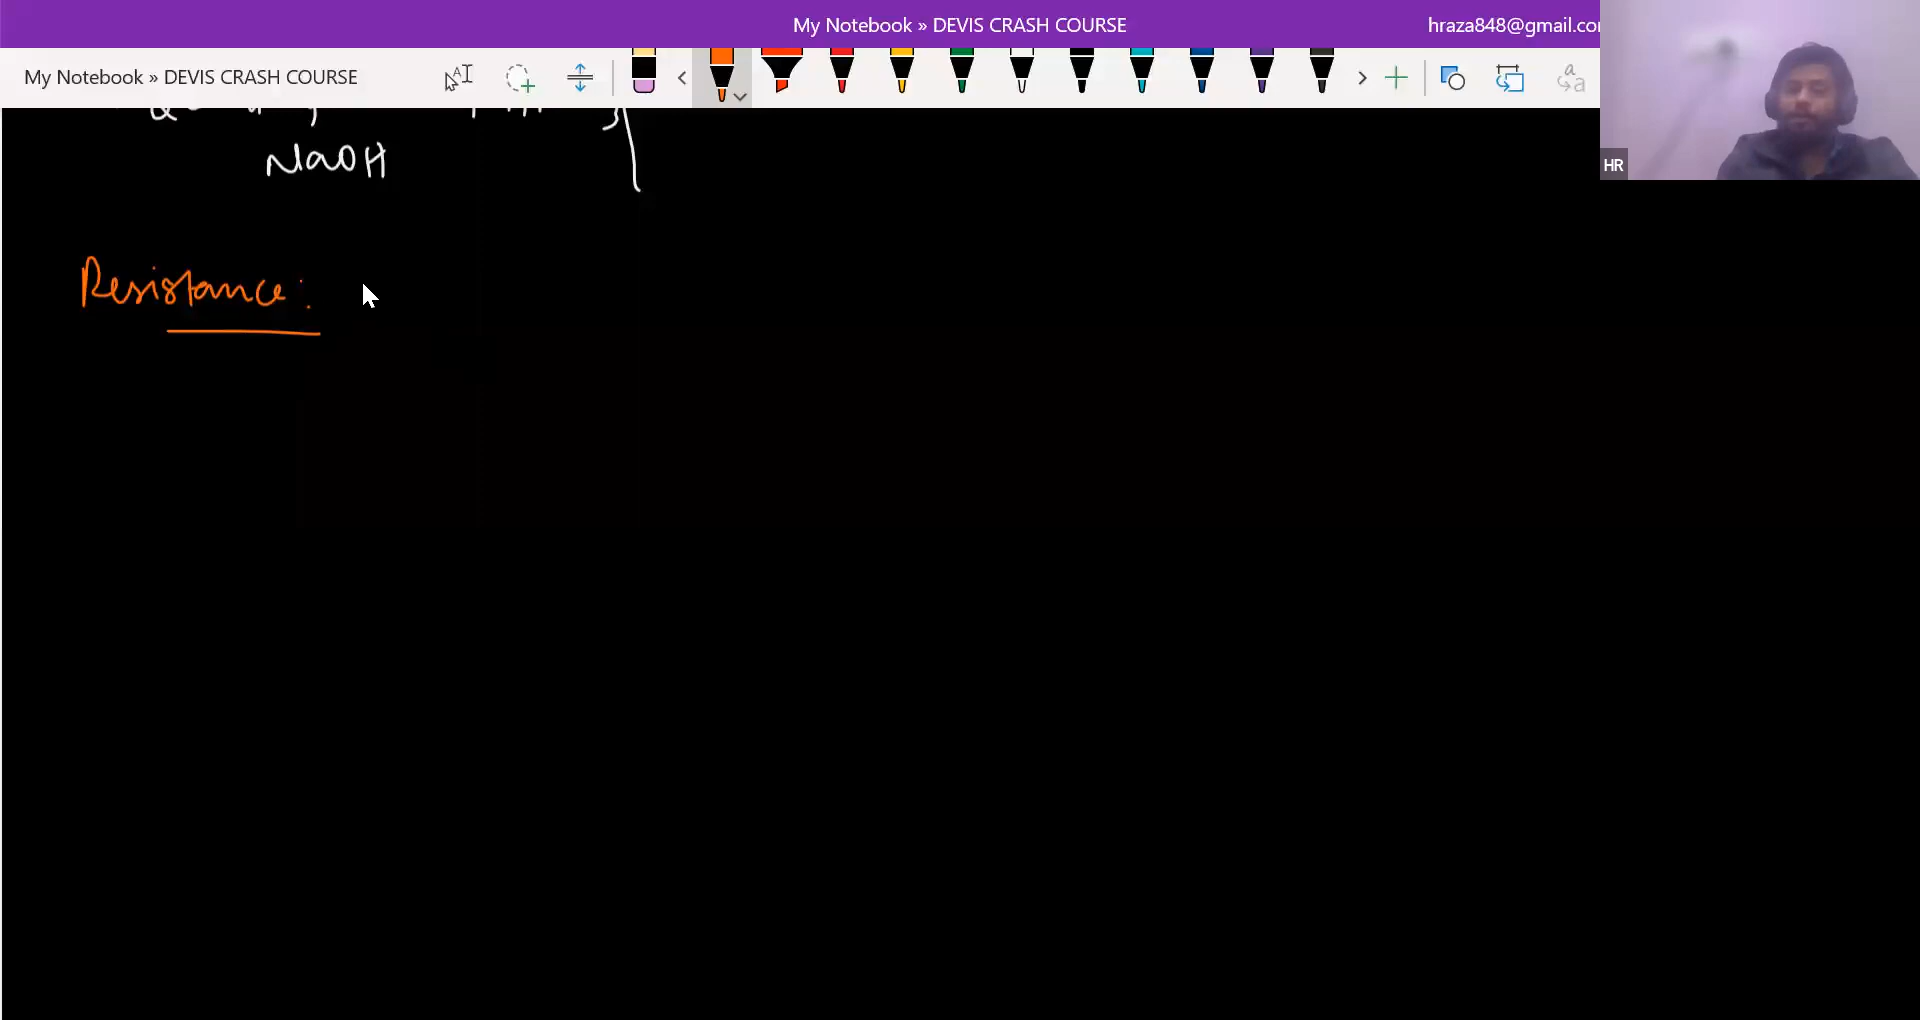 My Notebook » DEVIS CRASH COURSE
hraza848@gmail.co
My Notebook » DEVIS CRASH COURSE
HR
NaOH
Resistance: